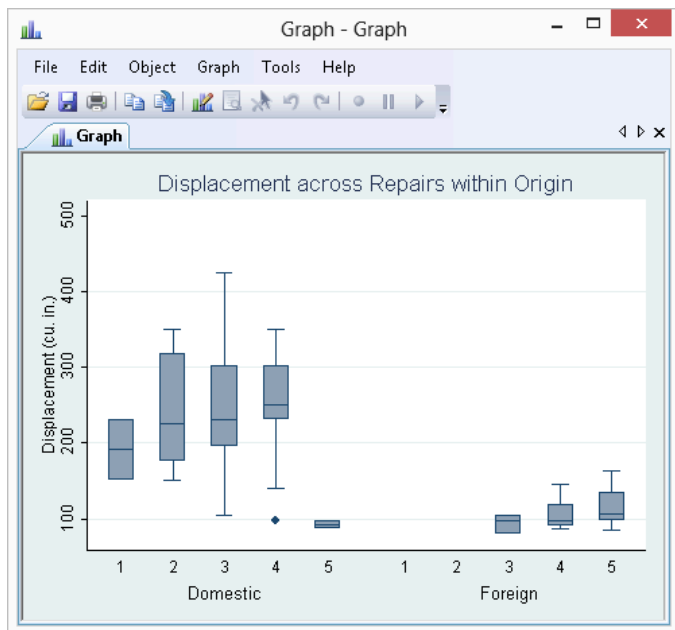 Graph - Graph
File Edit Object Graph Tools Help
Graph
Displacement across Repairs within Origin
Displacement (cu. in.)
500
400
300
200
100
1 2 3 4 5 1 2 3 4 5
Domestic Foreign